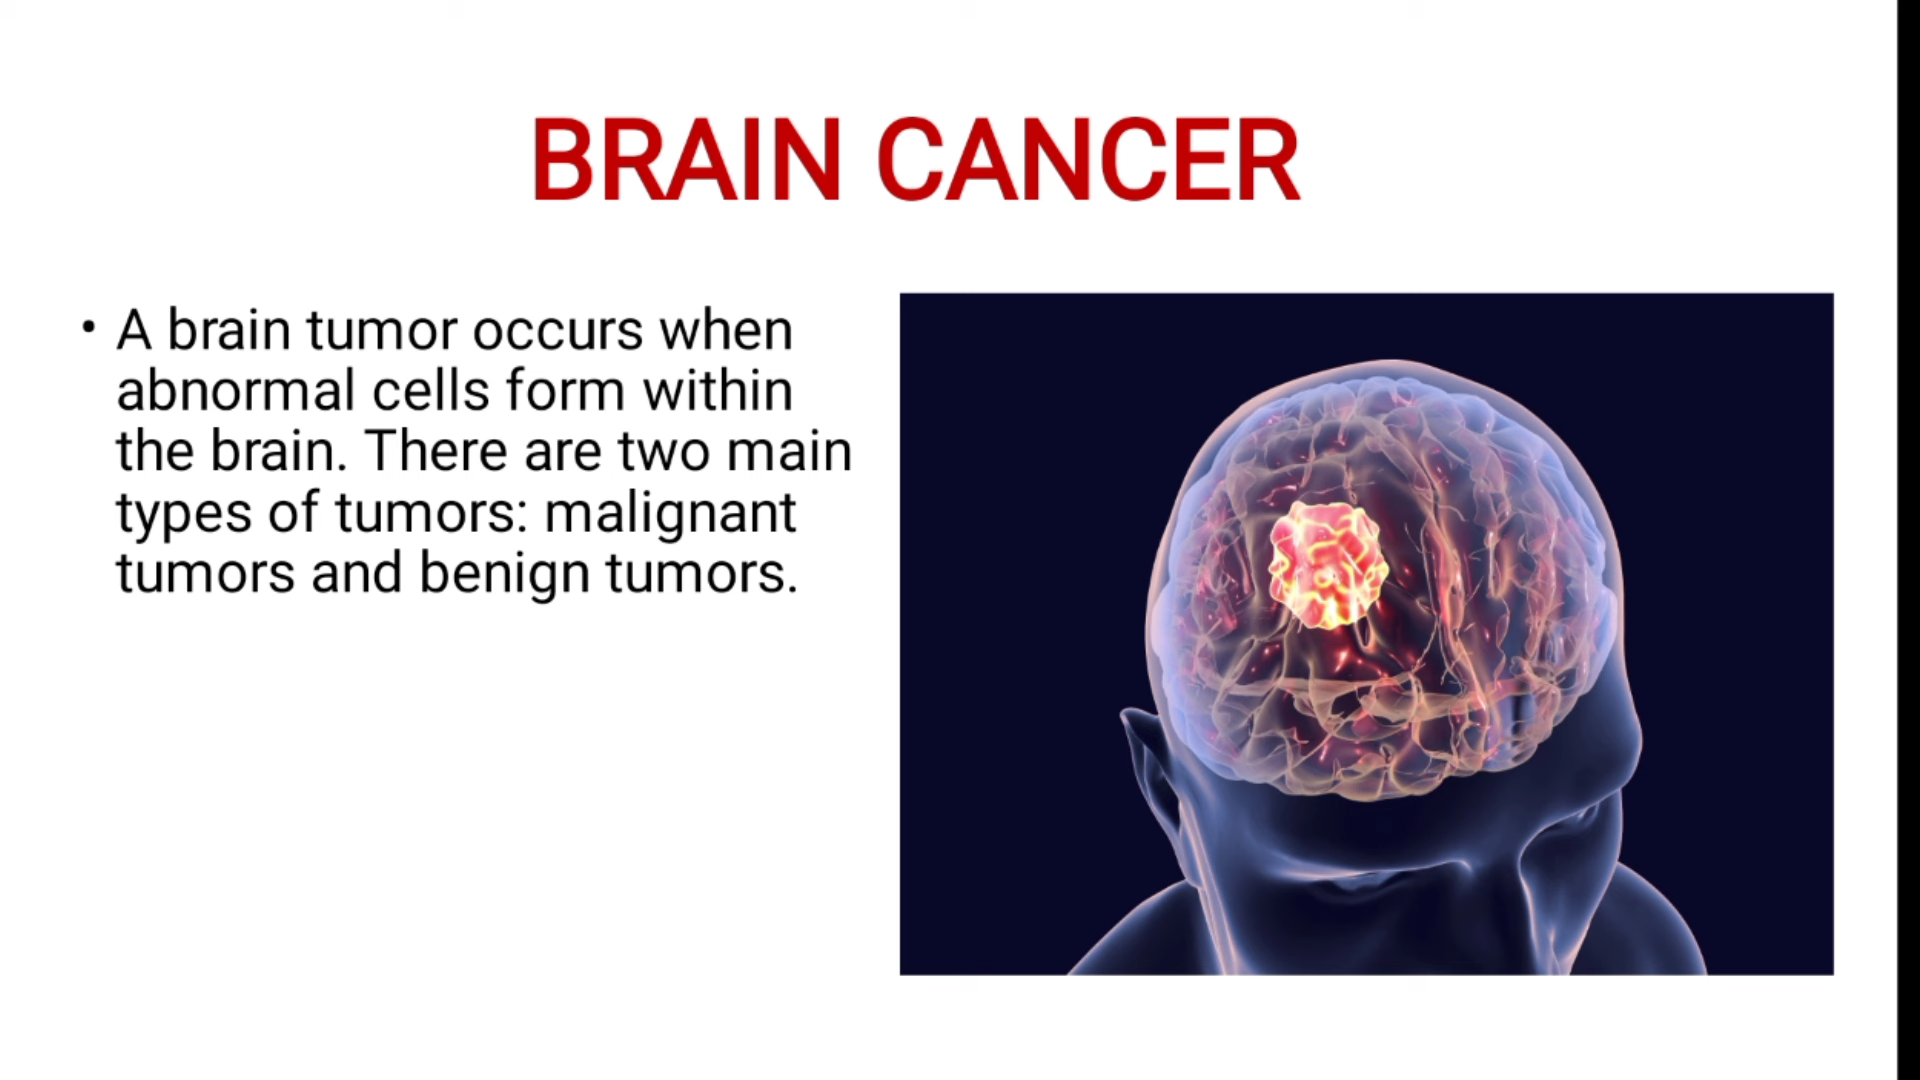 BRAIN CANCER
• A brain tumor occurs when
abnormal cells form within
the brain. There are two main
types of tumors: malignant
tumors and benign tumors.